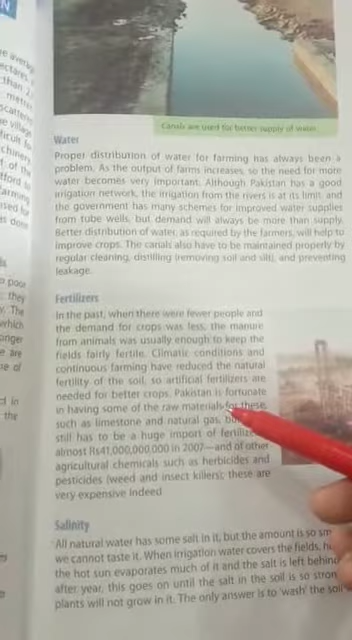 Canals are used for better supply of water.
Water
Proper distribution of water for farming has always been a
problem. As the output of farms increases, so the need for more
water becomes very important. Although Pakistan has a good
irrigation network, the irrigation from the rivers is at its limit, and
the government has many schemes for improved water supplies
from tube wells, but demand will always be more than supply.
Better distribution of water, as required by the farmers, will help to
improve crops. The canals also have to be maintained properly by
regular cleaning, distilling (removing soil and silt), and preventing
leakage.
Fertilizers
In the past, when there were fewer people and
the demand for crops was less, the manure
from animals was usually enough to keep the
fields fairly fertile. Climatic conditions and
continuous farming have reduced the natural
fertility of the soil, so artificial fertilizers are
needed for better crops. Pakistan is fortunate
in having some of the raw materials for these
such as limestone and natural gas,
still has to be a huge import of
almost Rs41,000,000,000 in 2007—and of other
agricultural chemicals such as herbicides and
pesticides (weed and insect killers); these are
very expensive indeed
Salinity
All natural water has some salt in it, but the amount is so
we cannot taste it. When irrigation water covers the fields,
the hot sun evaporates much of it and the salt is left
after year, this goes on until the salt in the soil is so
plants will not grow in it. The only answer is to 'wash' the soil